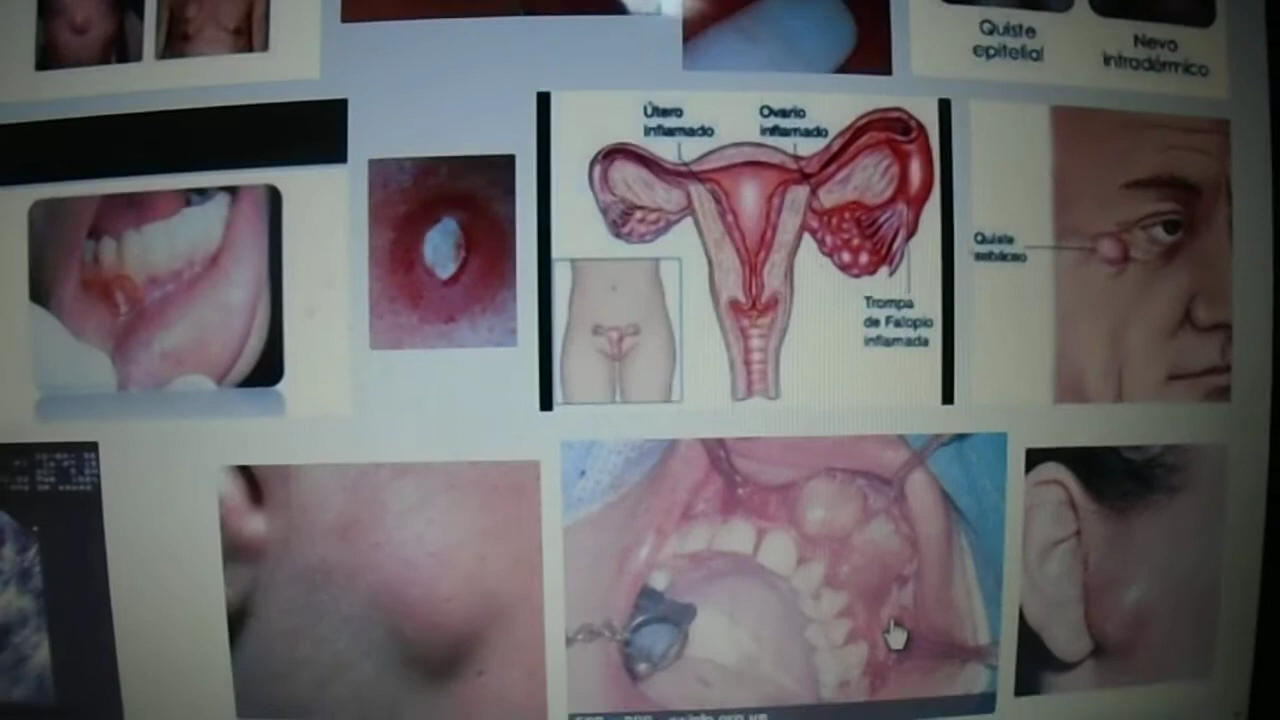 Quiste
epitelial
Nevo
intradérmico
Útero
inflamado
Ovario
inflamado
Quiste
sebáceo
Trompa
de Falopio
inflamada